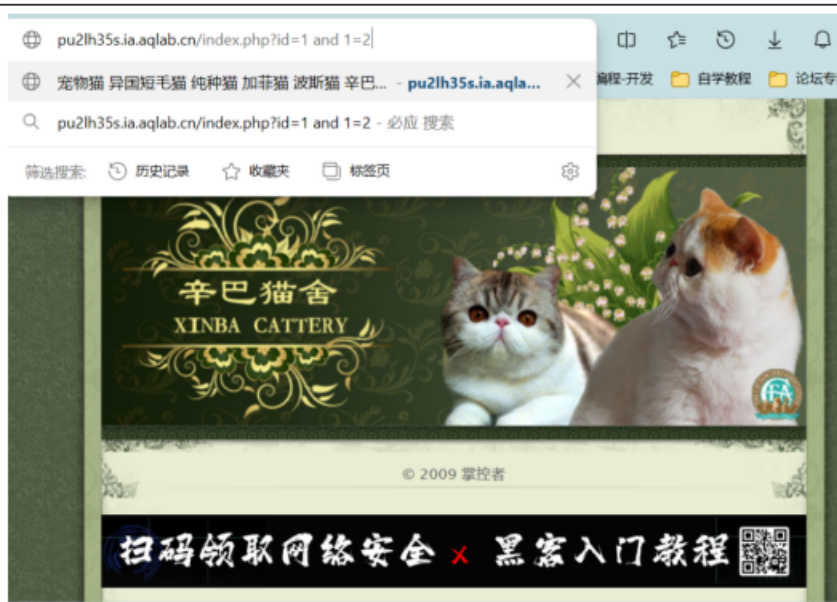 pu2lh35s.ia.aqlab.cn/index.php?id=1 and 1=2
宠物猫 异国短毛猫 纯种猫 加菲猫 波斯猫 辛巴... - pu2lh35s.ia.aqla...
编程-开发 自学教程 论坛专
pu2lh35s.ia.aqlab.cn/index.php?id=1 and 1=2 - 必应 搜索
筛选搜索: 历史记录 收藏夹 标签页
辛巴猫舍
XINBA CATTERY
© 2009 掌控者
扫码领取网络安全 x 黑客入门教程